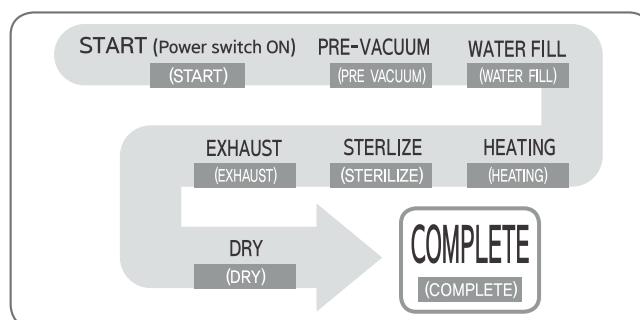 START (Power switch ON) PRE-VACUUM WATER FILL
(START) (PRE VACUUM) (WATER FILL)
EXHAUST STERLIZE HEATING
(EXHAUST) (STERILIZE) (HEATING)
DRY
(DRY)
COMPLETE
(COMPLETE)